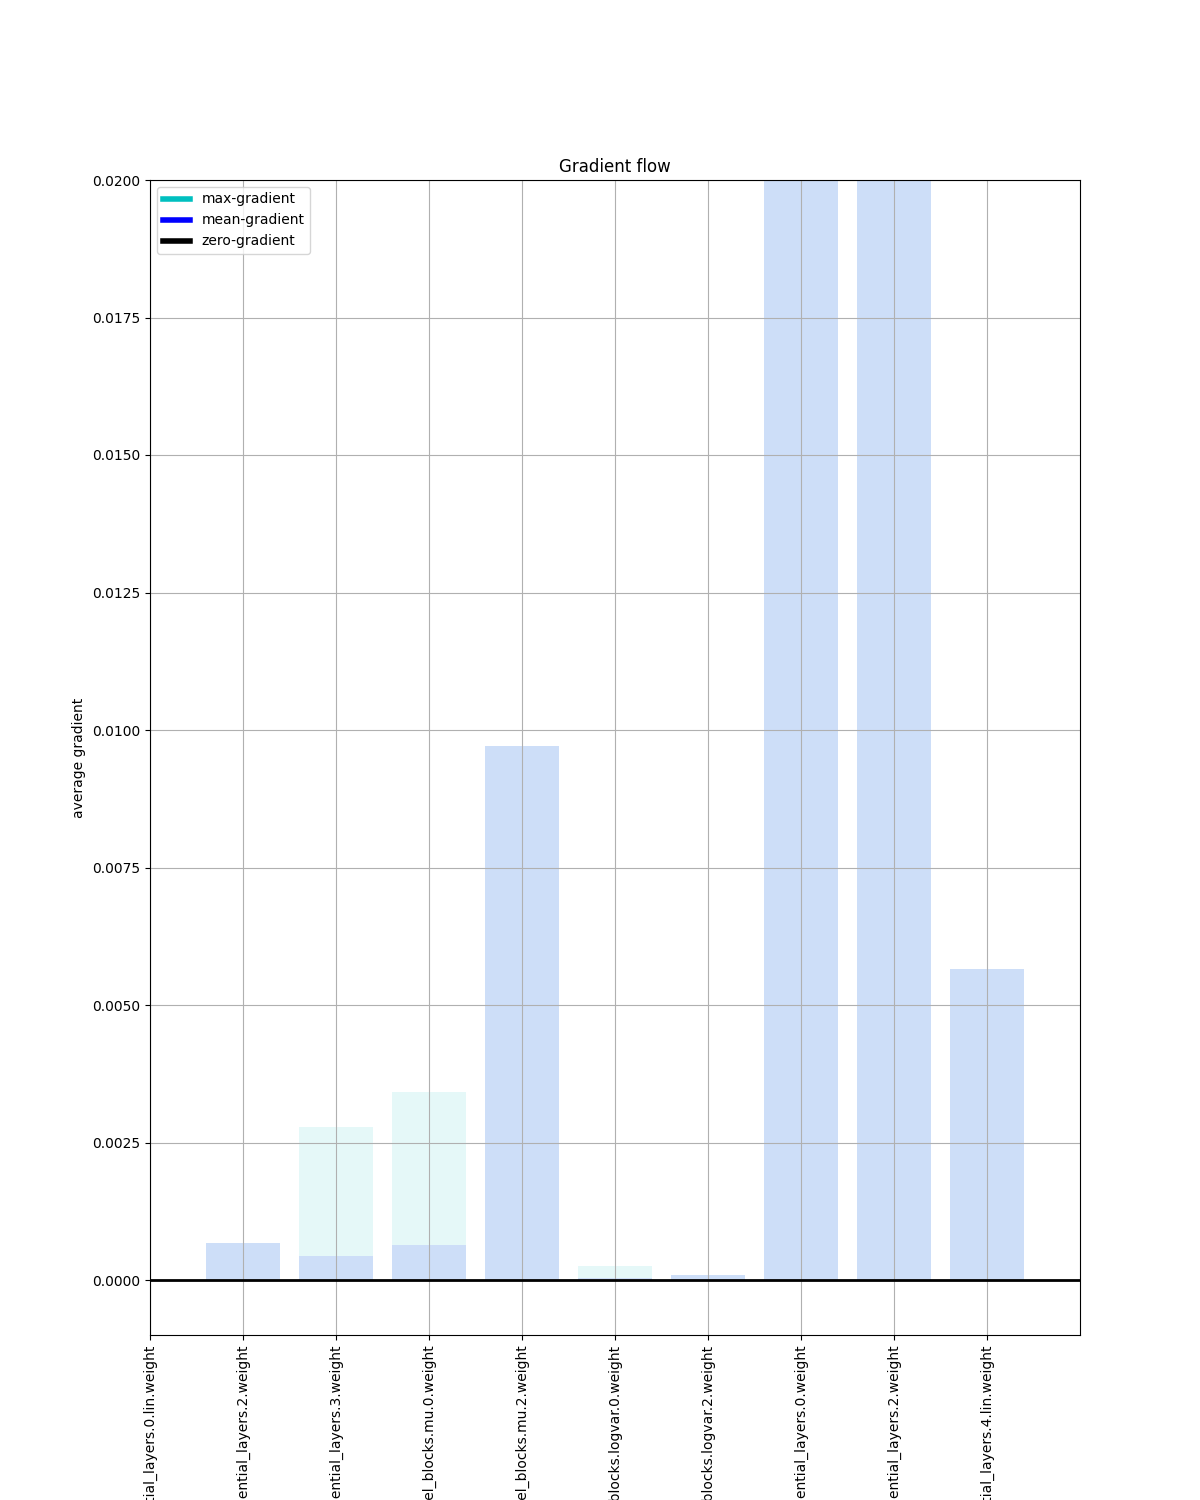 Gradient flow
max-gradient
mean-gradient
zero-gradient
average gradient
0.0200
0.0175
0.0150
0.0125
0.0100
0.0075
0.0050
0.0025
0.0000
tial_layers.0.lin.weight
ential_layers.2.weight
ential_layers.3.weight
el_blocks.mu.0.weight
el_blocks.mu.2.weight
blocks.logvar.0.weight
blocks.logvar.2.weight
ential_layers.0.weight
ential_layers.2.weight
tial_layers.4.lin.weight